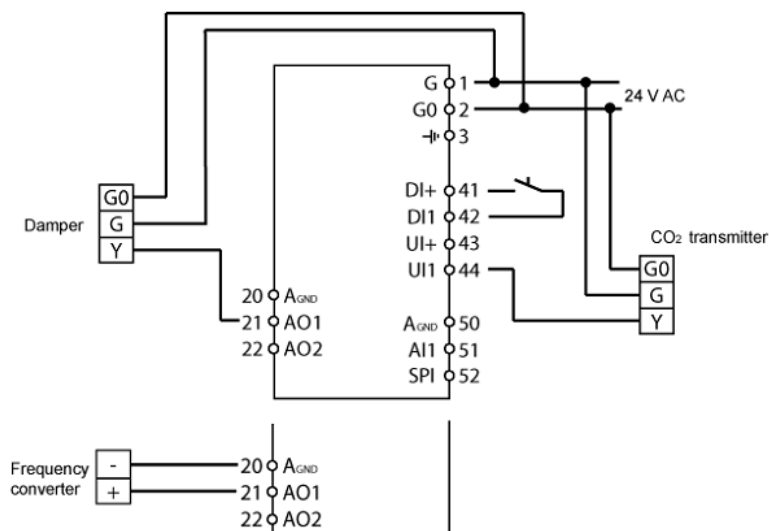 G 1
24 V AC
G0 2
3
G0
DI+ 41
Damper G
DI1 42
Y
UI+ 43
CO₂ transmitter
UI1 44
G0
20 AGND
G
21 AO1
AGND 50
Y
22 AO2
AI1 51
SPI 52
Frequency converter
-
20 AGND
+
21 AO1
22 AO2